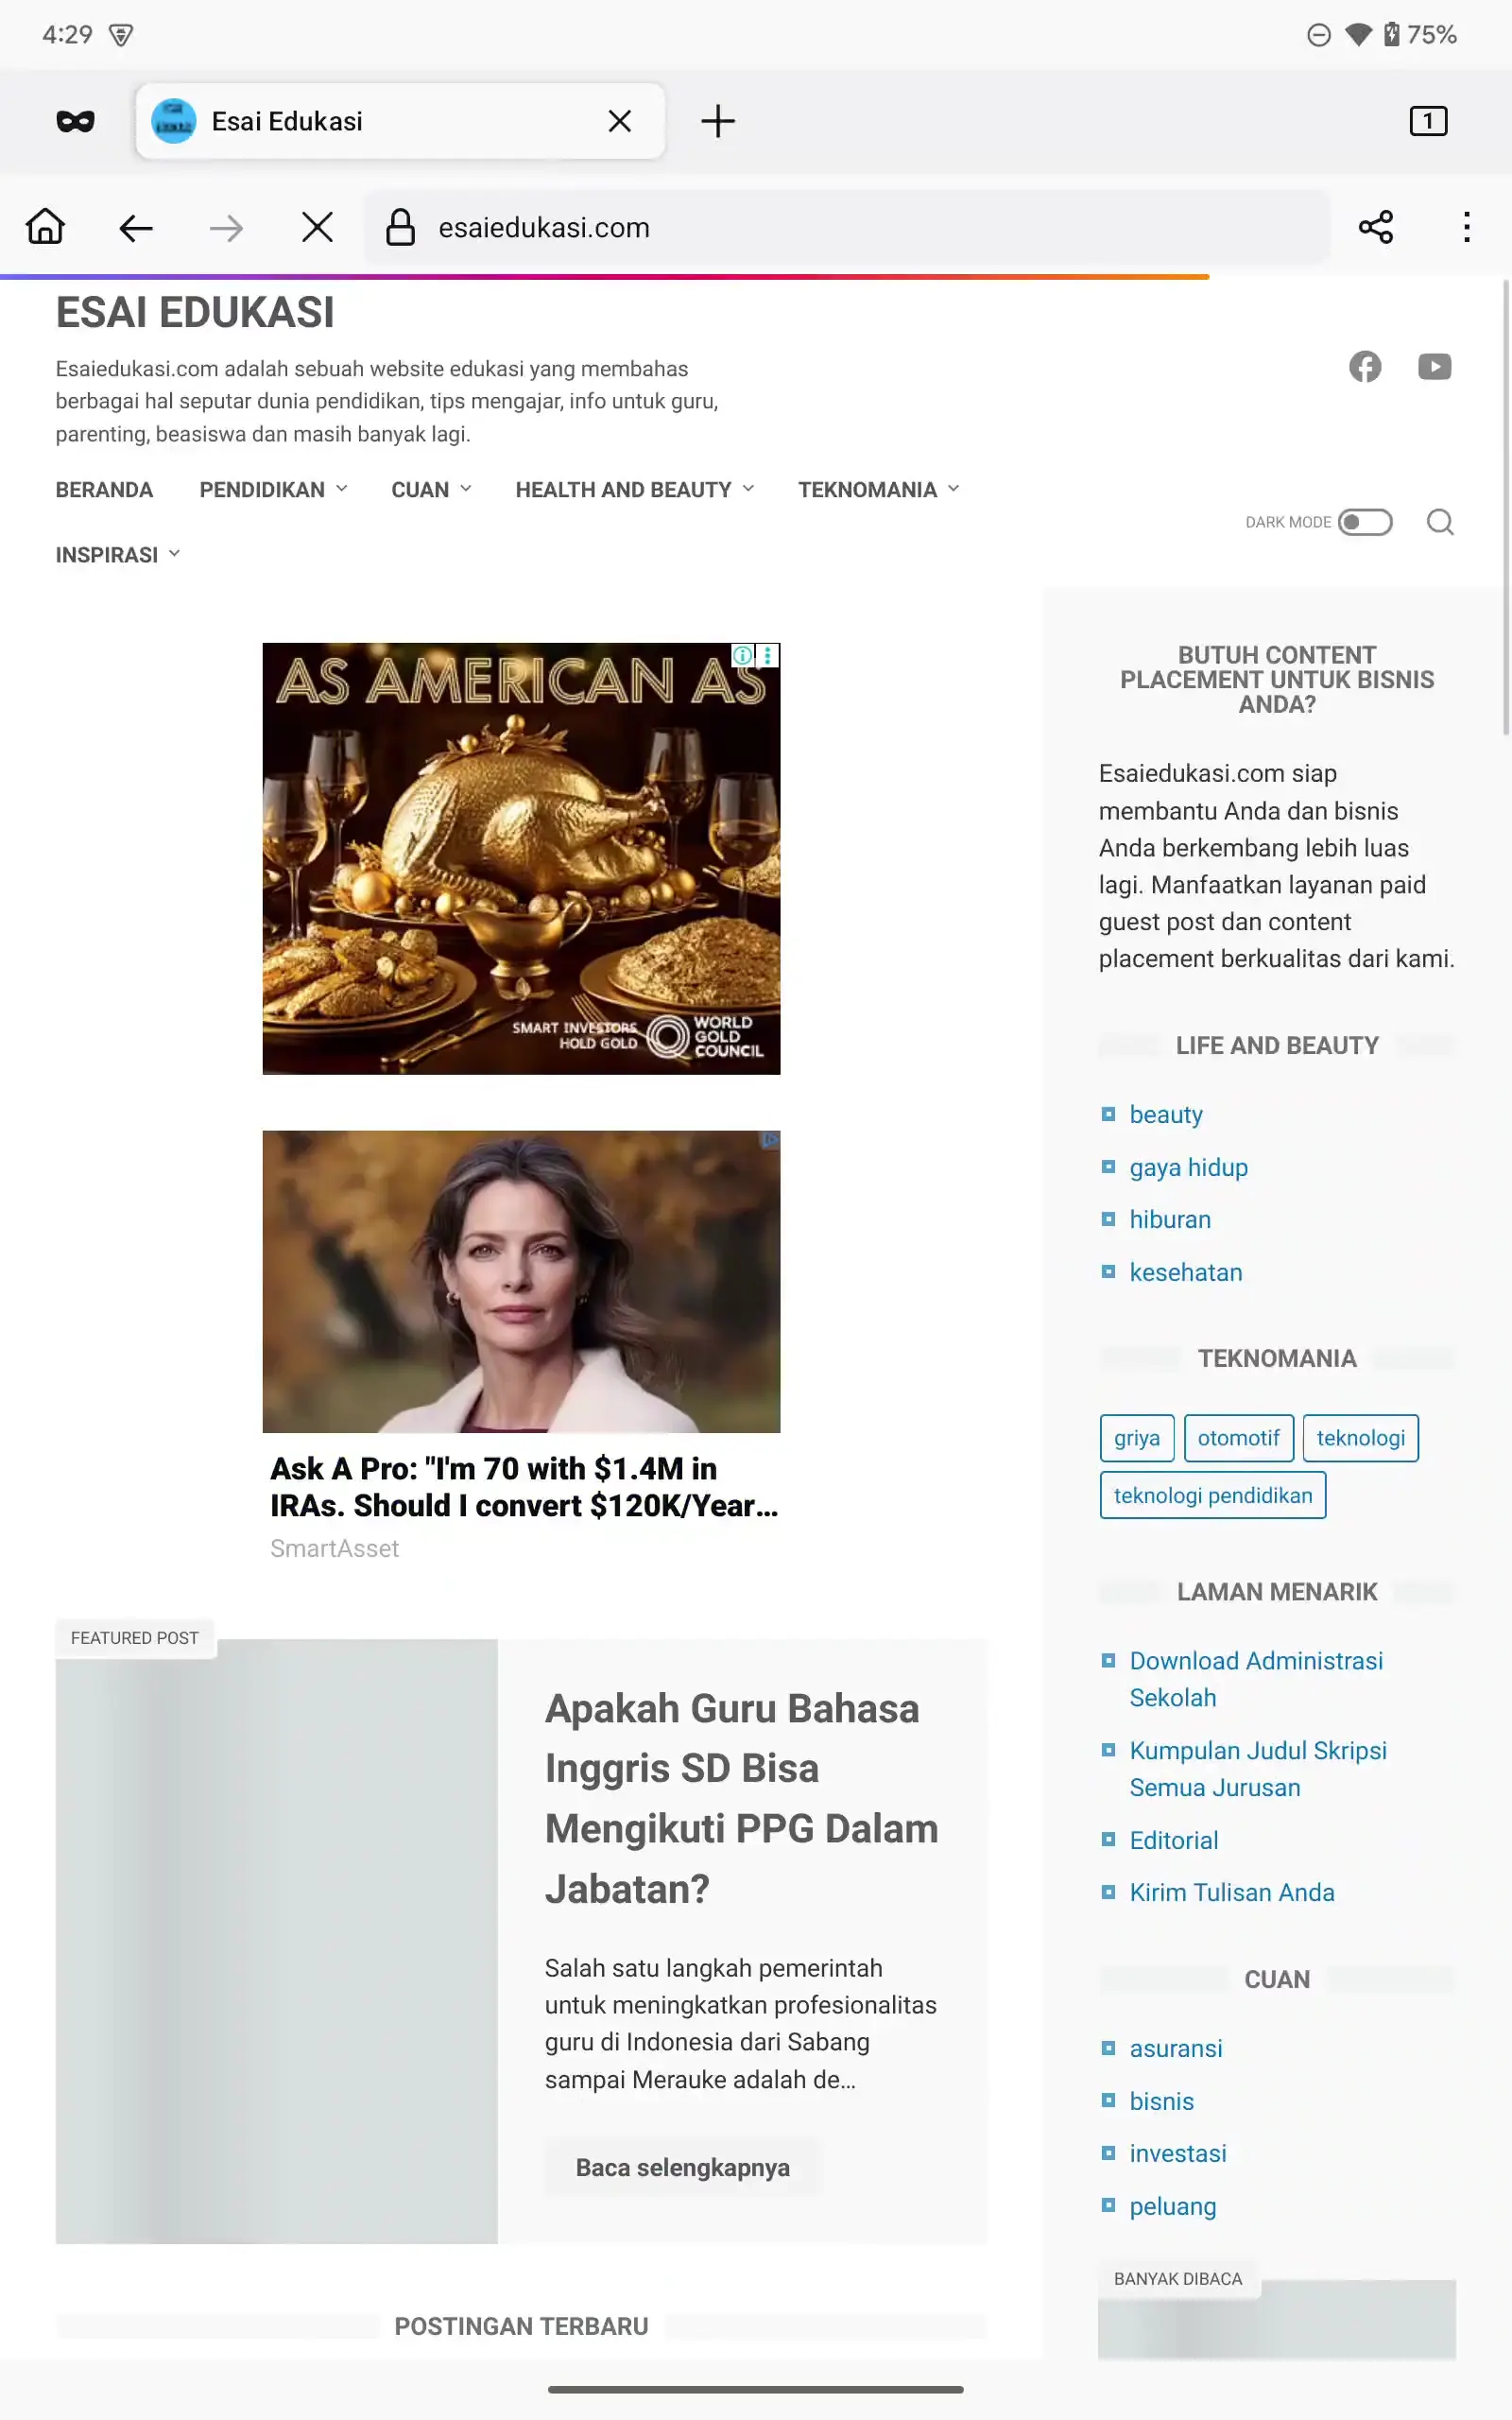 4:29
75%
Esai Edukasi
1
esaiedukasi.com
ESAI EDUKASI
Esaiedukasi.com adalah sebuah website edukasi yang membahas
berbagai hal seputar dunia pendidikan, tips mengajar, info untuk guru,
parenting, beasiswa dan masih banyak lagi.
BERANDA
PENDIDIKAN
CUAN
HEALTH AND BEAUTY
TEKNOMANIA
INSPIRASI
DARK MODE
AS AMERICAN AS
SMART INVESTORS
HOLD GOLD
WORLD
GOLD
COUNCIL
Ask A Pro: "I'm 70 with $1.4M in
IRAs. Should I convert $120K/Year...
SmartAsset
FEATURED POST
Apakah Guru Bahasa
Inggris SD Bisa
Mengikuti PPG Dalam
Jabatan?
Salah satu langkah pemerintah
untuk meningkatkan profesionalitas
guru di Indonesia dari Sabang
sampai Merauke adalah de...
Baca selengkapnya
POSTINGAN TERBARU
BUTUH CONTENT
PLACEMENT UNTUK BISNIS
ANDA?
Esaiedukasi.com siap
membantu Anda dan bisnis
Anda berkembang lebih luas
lagi. Manfaatkan layanan paid
guest post dan content
placement berkualitas dari kami.
LIFE AND BEAUTY
beauty
gaya hidup
hiburan
kesehatan
TEKNOMANIA
griya
otomotif
teknologi
teknologi pendidikan
LAMAN MENARIK
Download Administrasi
Sekolah
Kumpulan Judul Skripsi
Semua Jurusan
Editorial
Kirim Tulisan Anda
CUAN
asuransi
bisnis
investasi
peluang
BANYAK DIBACA